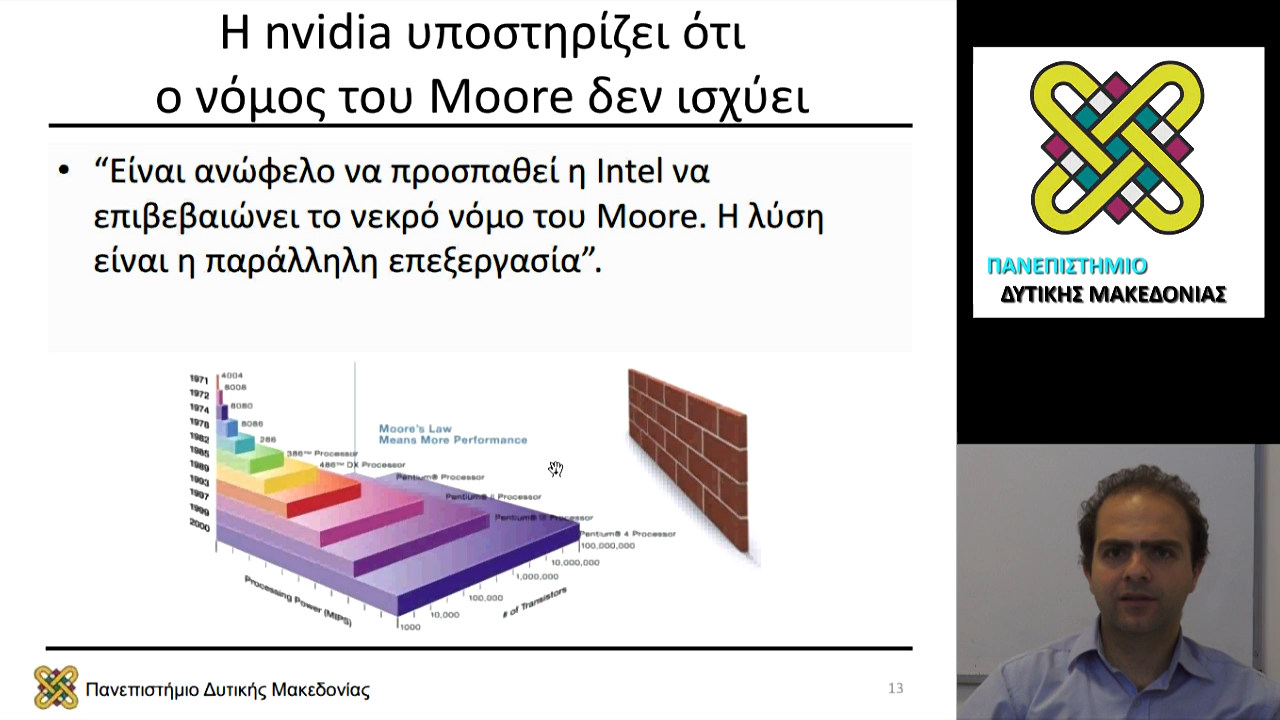 Η nvidia υποστηρίζει ότι
ο νόμος του Moore δεν ισχύει
• “Είναι ανώφελο να προσπαθεί η Intel να
επιβεβαιώνει το νεκρό νόμο του Moore. Η λύση
είναι η παράλληλη επεξεργασία”.
1971
4004
1972
8008
1974
8080
1978
8086
1982
286
1985
386™ Processor
1989
486™ DX Processor
1993
Pentium® Processor
1997
Pentium® II Processor
1999
Pentium® III Processor
2000
Pentium® 4 Processor
Moore's Law
Means More Performance
100,000,000
10,000,000
1,000,000
100,000
10,000
1000
Processing Power (MIPS)
# of Transistors
Πανεπιστήμιο Δυτικής Μακεδονίας
13
ΠΑΝΕΠΙΣΤΗΜΙΟ
ΔΥΤΙΚΗΣ ΜΑΚΕΔΟΝΙΑΣ